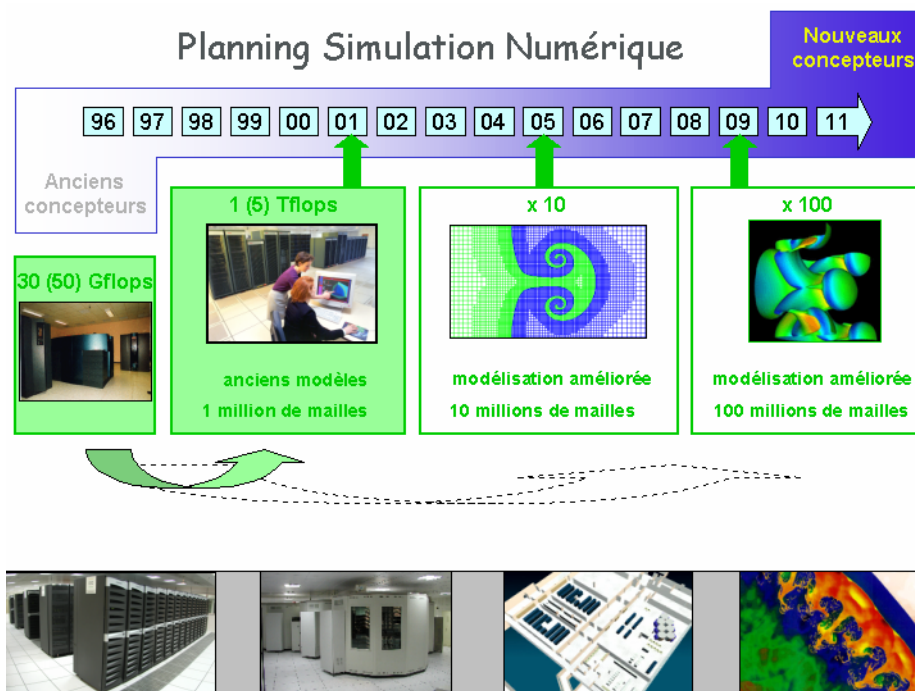 Planning Simulation Numérique
Nouveaux
concepteurs
96 97 98 99 00 01 02 03 04 05 06 07 08 09 10 11
Anciens
concepteurs
30 (50) Gflops
1 (5) Tflops
anciens modèles
1 million de mailles
x 10
modélisation améliorée
10 millions de mailles
x 100
modélisation améliorée
100 millions de mailles